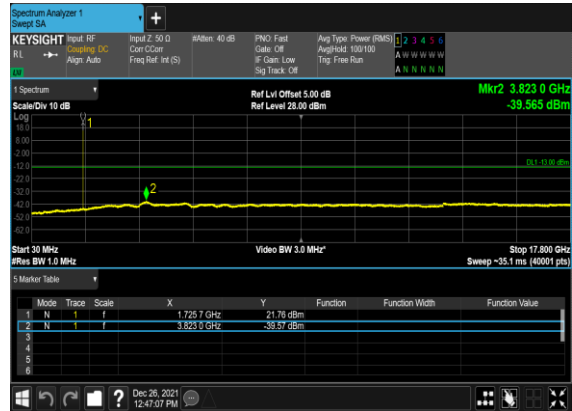 Spectrum Analyzer 1
Swept SA
+
KEYSIGHT Input: RF Input Z: 50 Ω #Atten: 40 dB PNO: Fast Avg Type: Power (RMS) 1 2 3 4 5 6
RL Coupling: DC Corr CCorr Gate: Off Avg|Hold: 100/100 A W W W W W
Align: Auto Freq Ref: Int (S) IF Gain: Low Trig: Free Run
Sig Track: Off A N N N N N
1 Spectrum Ref Lvl Offset 5.00 dB Mkr2 3.823 0 GHz
Scale/Div 10 dB Ref Level 28.00 dBm -39.565 dBm
Log
18.0
8.00
-2.00
-12.0
-22.0
-32.0
-42.0
-52.0
-62.0
1
2
DL1 -13.00 dBm
Start 30 MHz Video BW 3.0 MHz* Stop 17.800 GHz
#Res BW 1.0 MHz Sweep ~35.1 ms (40001 pts)
5 Marker Table
Mode Trace Scale X Y Function Function Width Function Value
1 N 1 f 1.725 7 GHz 21.76 dBm
2 N 1 f 3.823 0 GHz -39.57 dBm
3
4
5
6
? Dec 26, 2021
12:47:07 PM